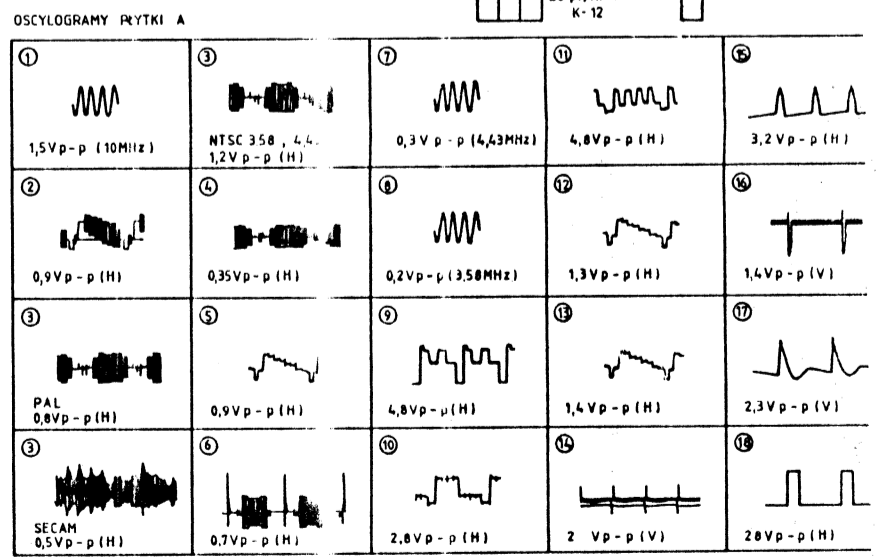 K-12
OSCYLOGRAMY PŁYTKI A
①
1,5Vp-p (10MHz)
②
0,9Vp-p (H)
③
PAL
0,8Vp-p (H)
③
SECAM
0,5Vp-p (H)
③
NTSC 3.58 , 4,4
1,2Vp-p (H)
④
0,35Vp-p (H)
⑤
0,9Vp-p (H)
⑥
0.7Vp-p (H)
⑦
0,3Vp-p (4,43MHz)
⑧
0,2Vp-p (3,58MHz)
⑨
4,8Vp-p (H)
⑩
2,8Vp-p (H)
⑪
4,8Vp-p (H)
⑫
1,3Vp-p (H)
⑬
1,4Vp-p (H)
⑭
2 Vp-p (V)
⑮
3,2Vp-p (H)
⑯
1,4Vp-p (V)
⑰
2,3Vp-p (V)
⑱
28Vp-p (H)